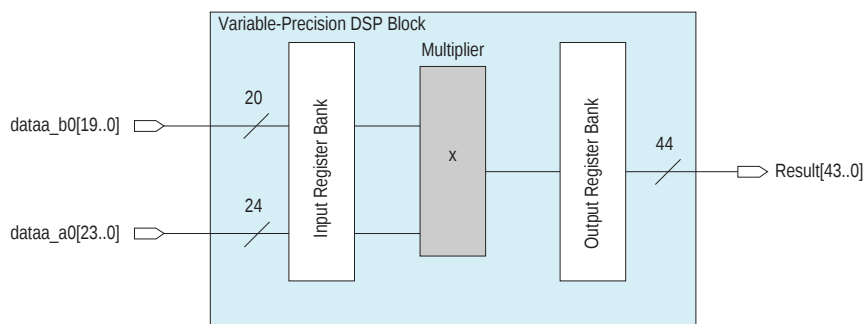 Variable-Precision DSP Block
Multiplier
20
dataa_b0[19..0]
Input Register Bank
x
Output Register Bank
44
Result[43..0]
24
dataa_a0[23..0]